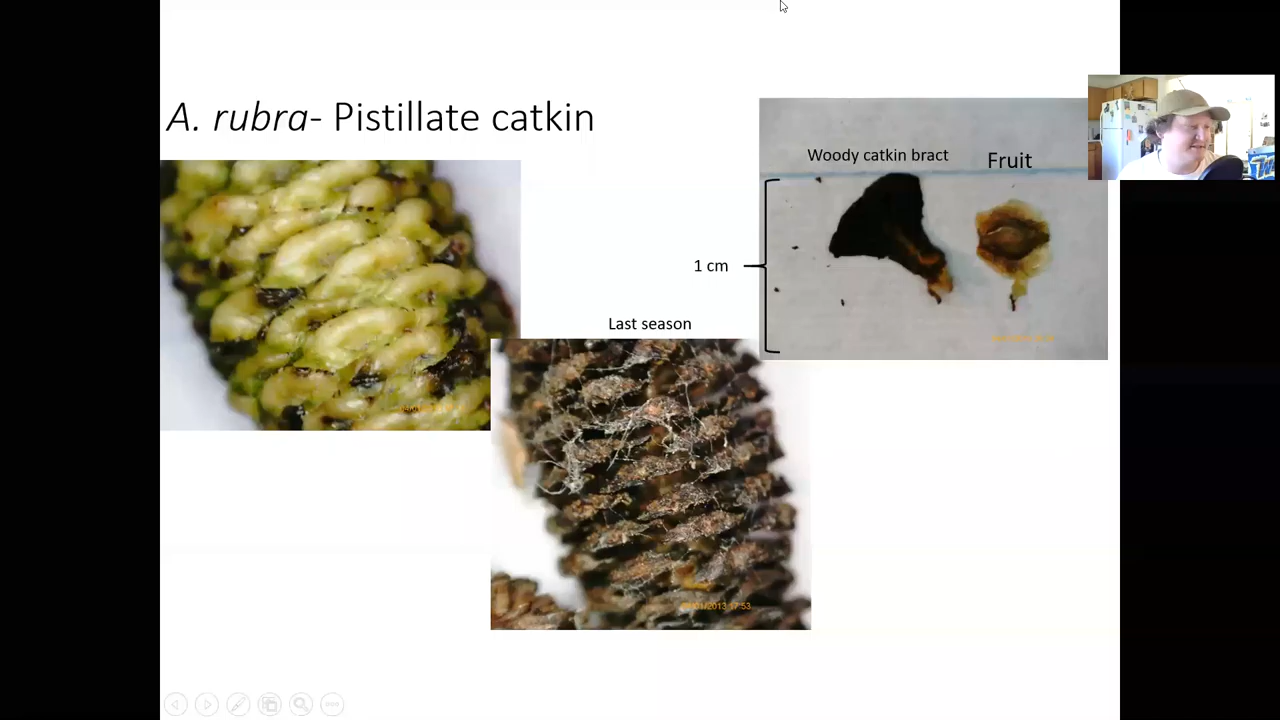 A. rubra- Pistillate catkin
Woody catkin bract
Fruit
1 cm
Last season